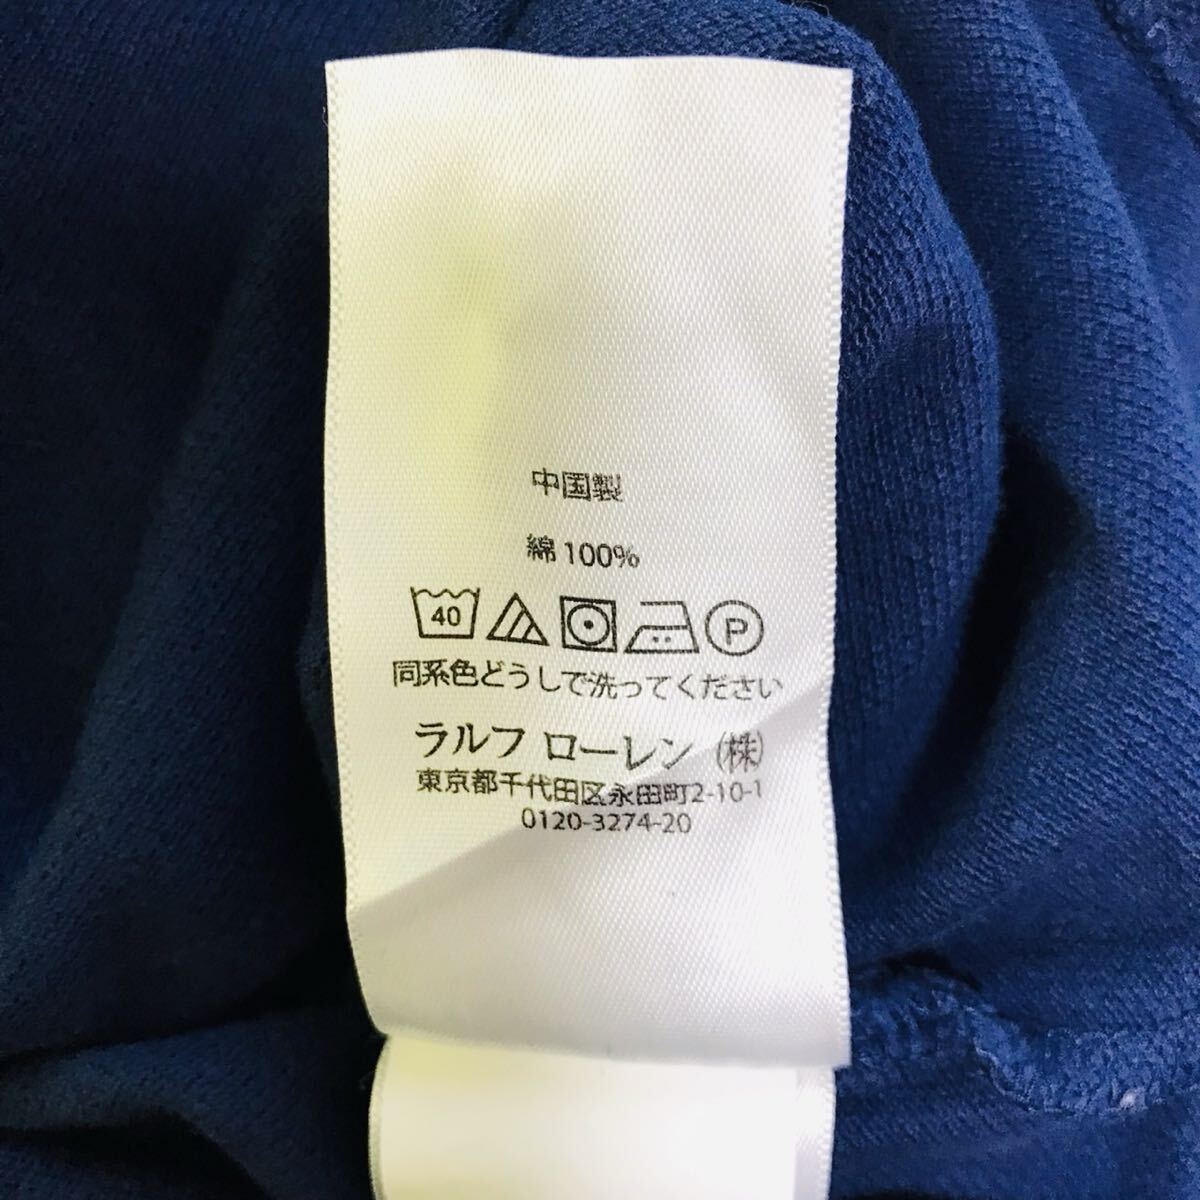 中国製
綿 100%
40 P
同系色どうしで洗ってください
ラルフ ローレン (株)
東京都千代田区永田町2-10-1
0120-3274-20